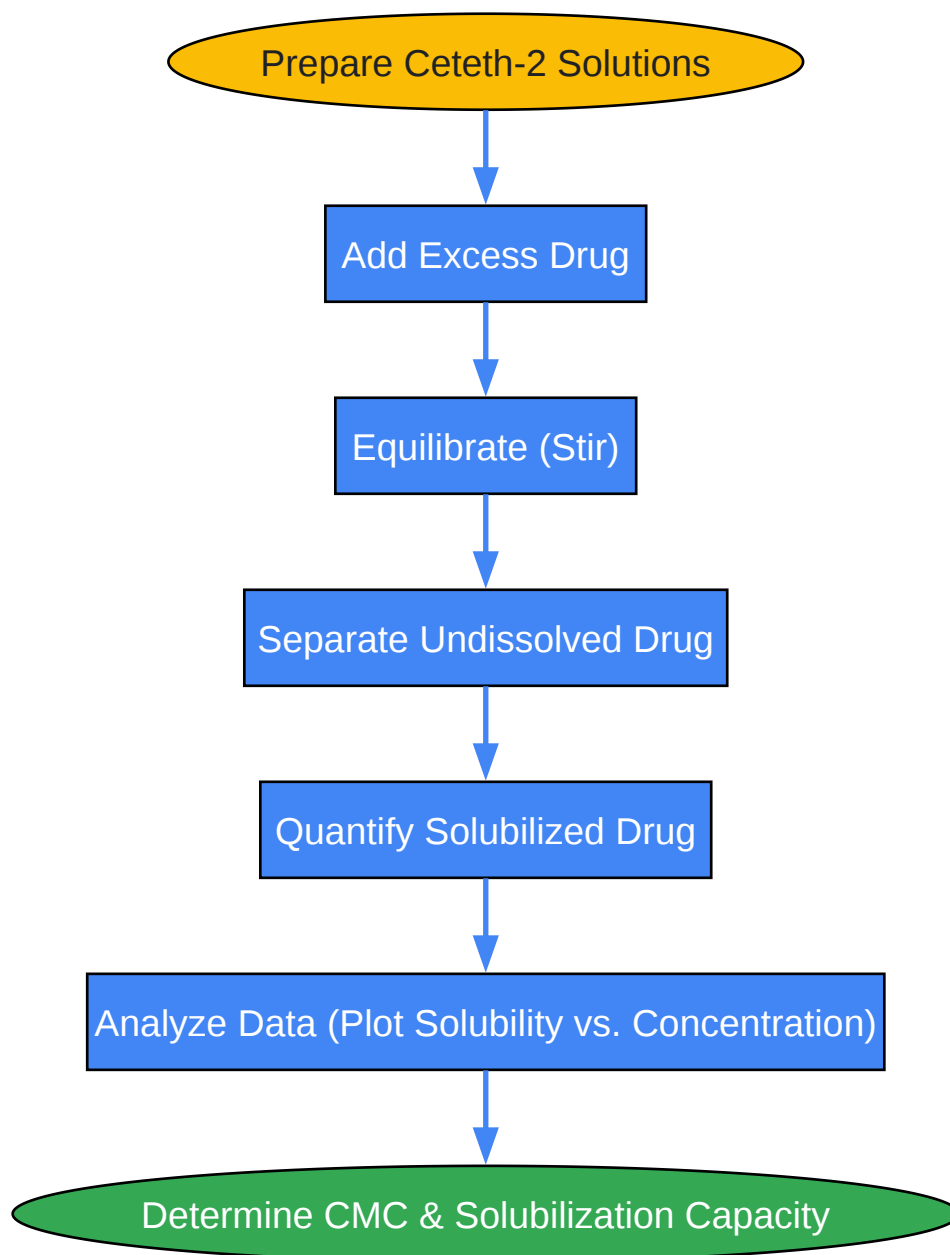 Prepare Ceteth-2 Solutions
Add Excess Drug
Equilibrate (Stir)
Separate Undissolved Drug
Quantify Solubilized Drug
Analyze Data (Plot Solubility vs. Concentration)
Determine CMC & Solubilization Capacity